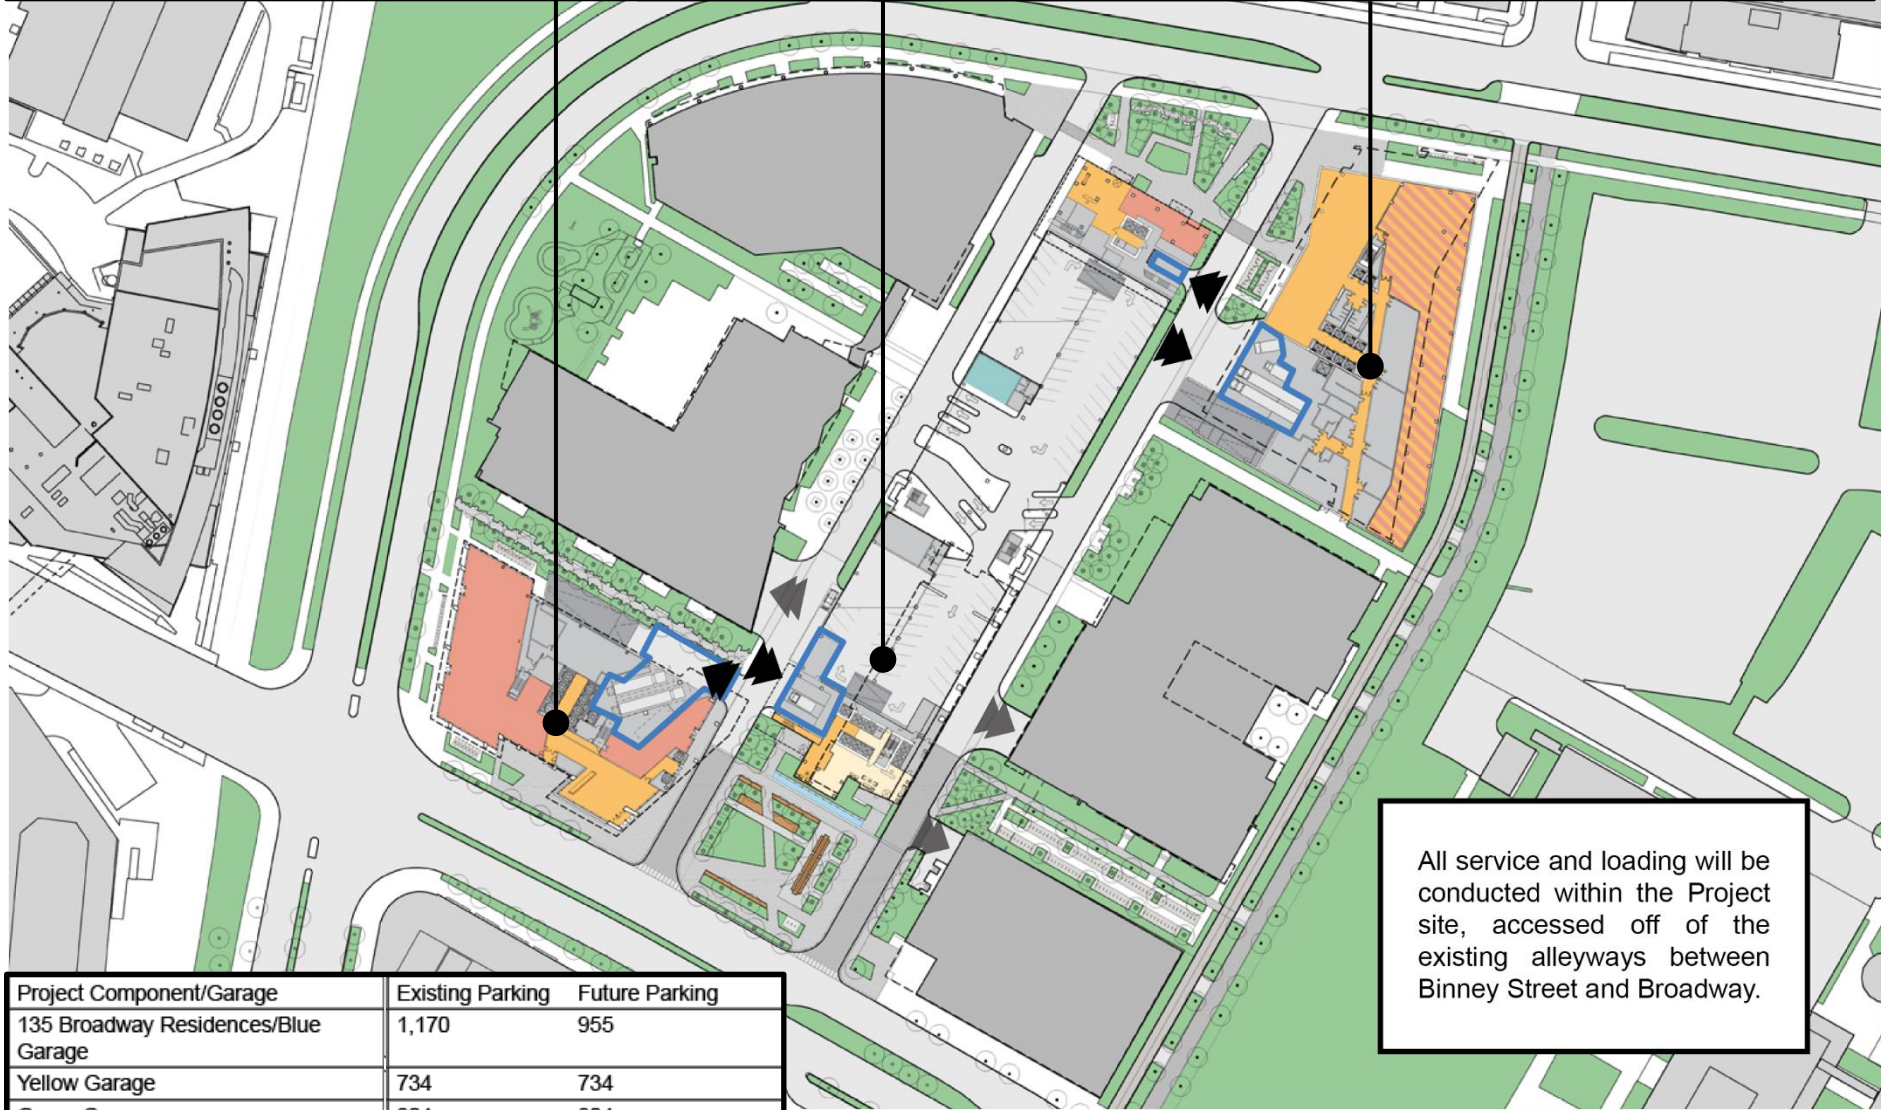 All service and loading will be
conducted within the Project
site, accessed off of the
existing alleyways between
Binney Street and Broadway.
Project Component/Garage Existing Parking Future Parking
135 Broadway Residences/Blue 1,170 955
Garage
Yellow Garage 734 734